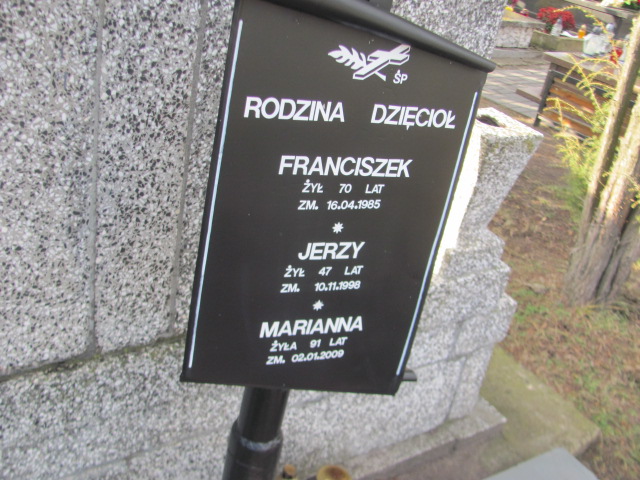 ŚP
RODZINA DZIĘCIOŁ
FRANCISZEK
ŻYŁ 70 LAT
ZM. 16.04.1985
JERZY
ŻYŁ 47 LAT
ZM. 10.11.1998
MARIANNA
ŻYŁA 91 LAT
ZM. 02.01.2009